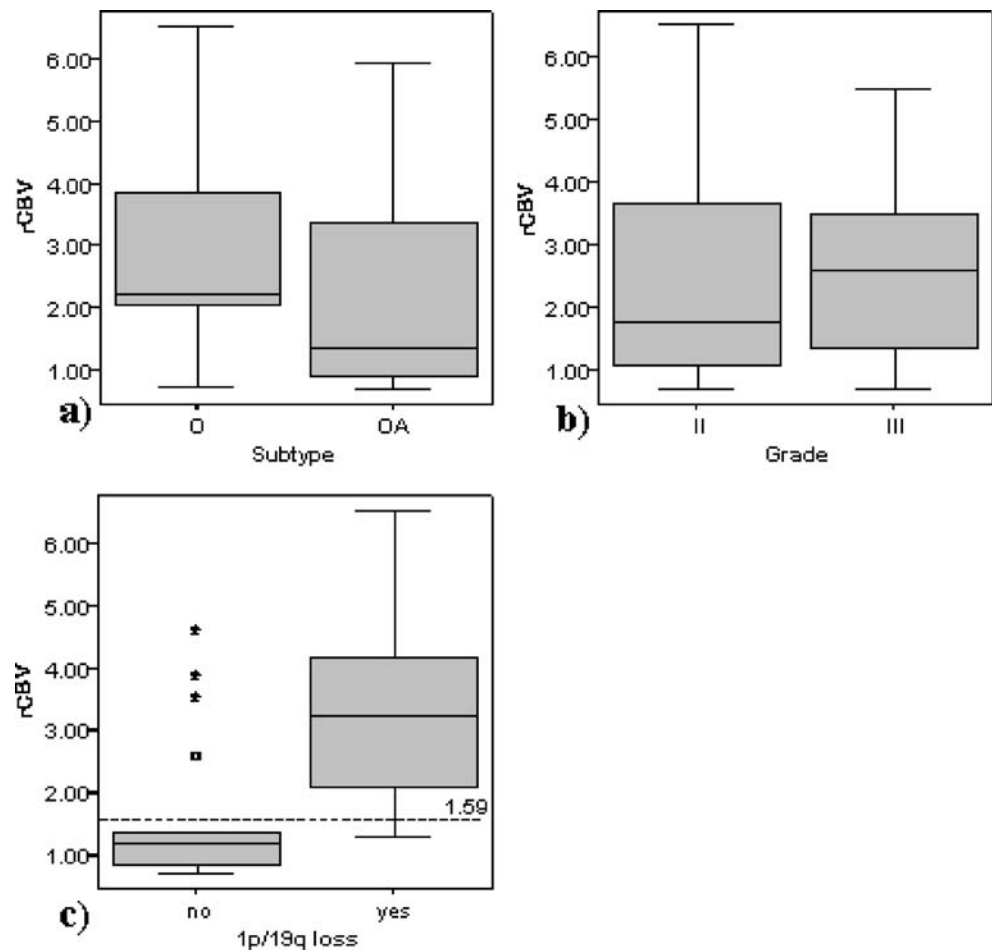 6.00
5.00
4.00
3.00
2.00
1.00
rCBV
O OA
Subtype
a)
6.00
5.00
4.00
3.00
2.00
1.00
rCBV
II III
Grade
b)
6.00
5.00
4.00
3.00
2.00
1.00
rCBV
1.59
no yes
1p/19q loss
c)